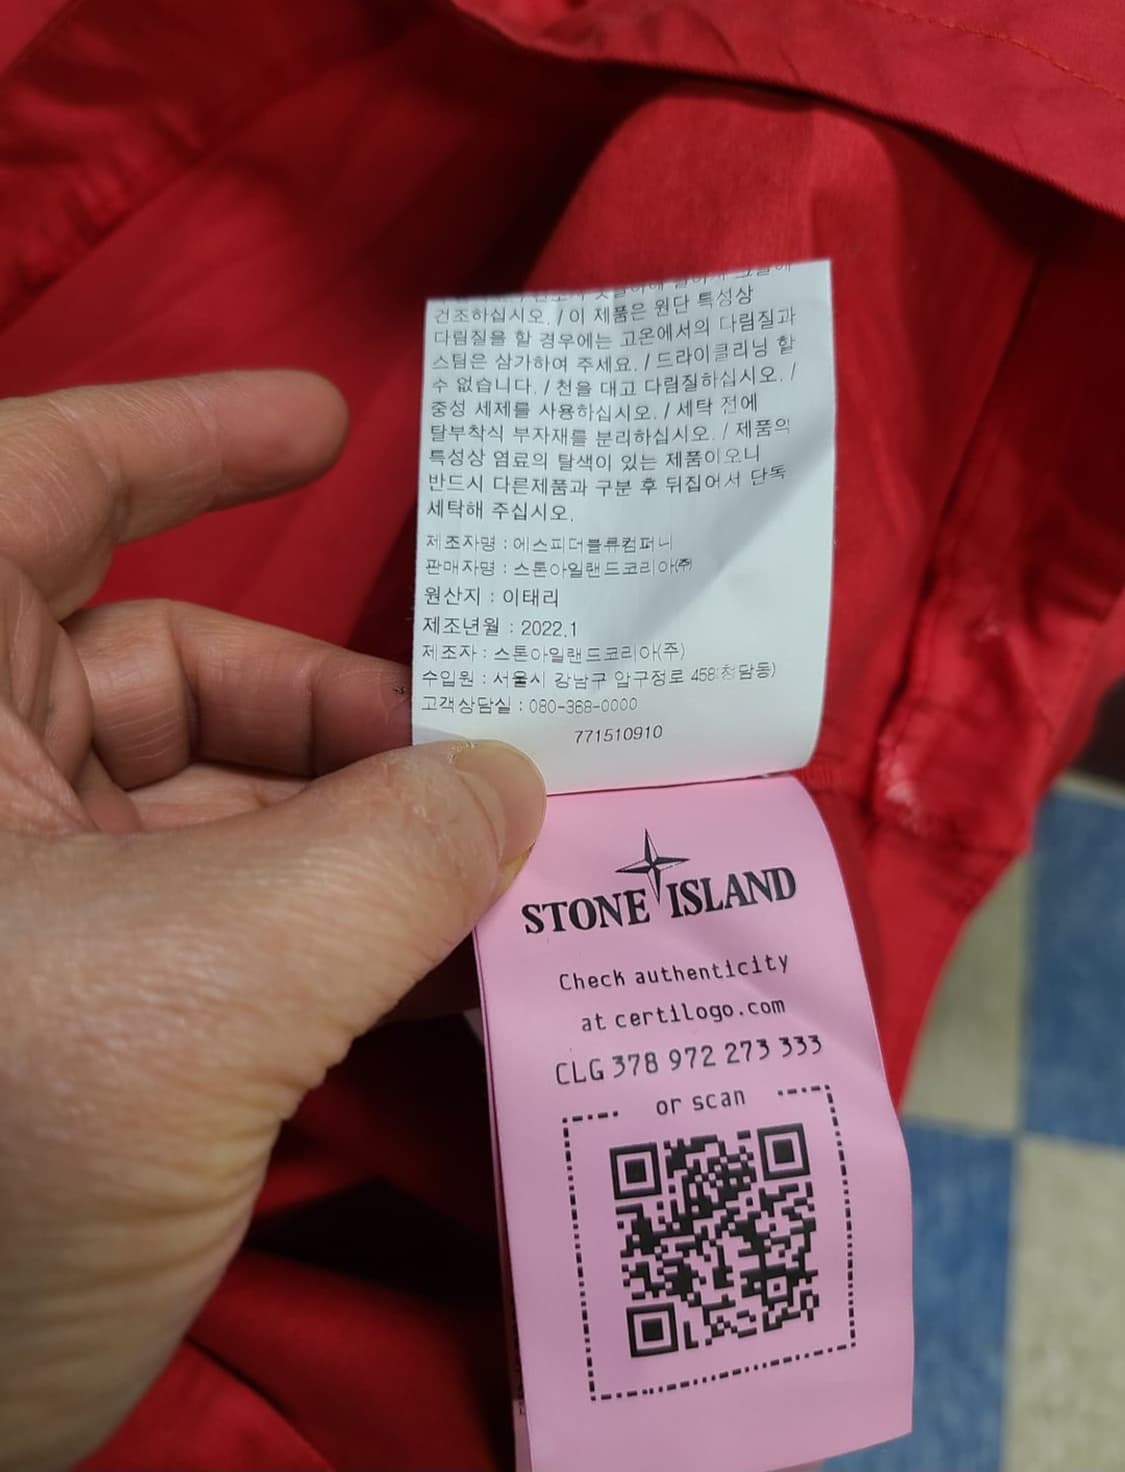 건조하십시오. / 이 제품은 원단 특성상
다림질을 할 경우에는 고온에서의 다림질과
스팀은 삼가하여 주세요. / 드라이클리닝 할
수 없습니다. / 천을 대고 다림질하십시오. /
중성 세제를 사용하십시오. / 세탁 전에
탈부착식 부자재를 분리하십시오. / 제품의
특성상 염료의 탈색이 있는 제품이오니
반드시 다른제품과 구분 후 뒤집어서 단독
세탁해 주십시오.
제조자명 : 에스피더블류컴퍼니
판매자명 : 스톤아일랜드코리아(주)
원산지 : 이태리
제조년월 : 2022.1
제조자 : 스톤아일랜드코리아(주)
수입원 : 서울시 강남구 압구정로 458(청담동)
고객상담실 : 080-368-0000
771510910
STONE ISLAND
Check authenticity
at certilogo.com
CLG 378 972 273 333
or scan